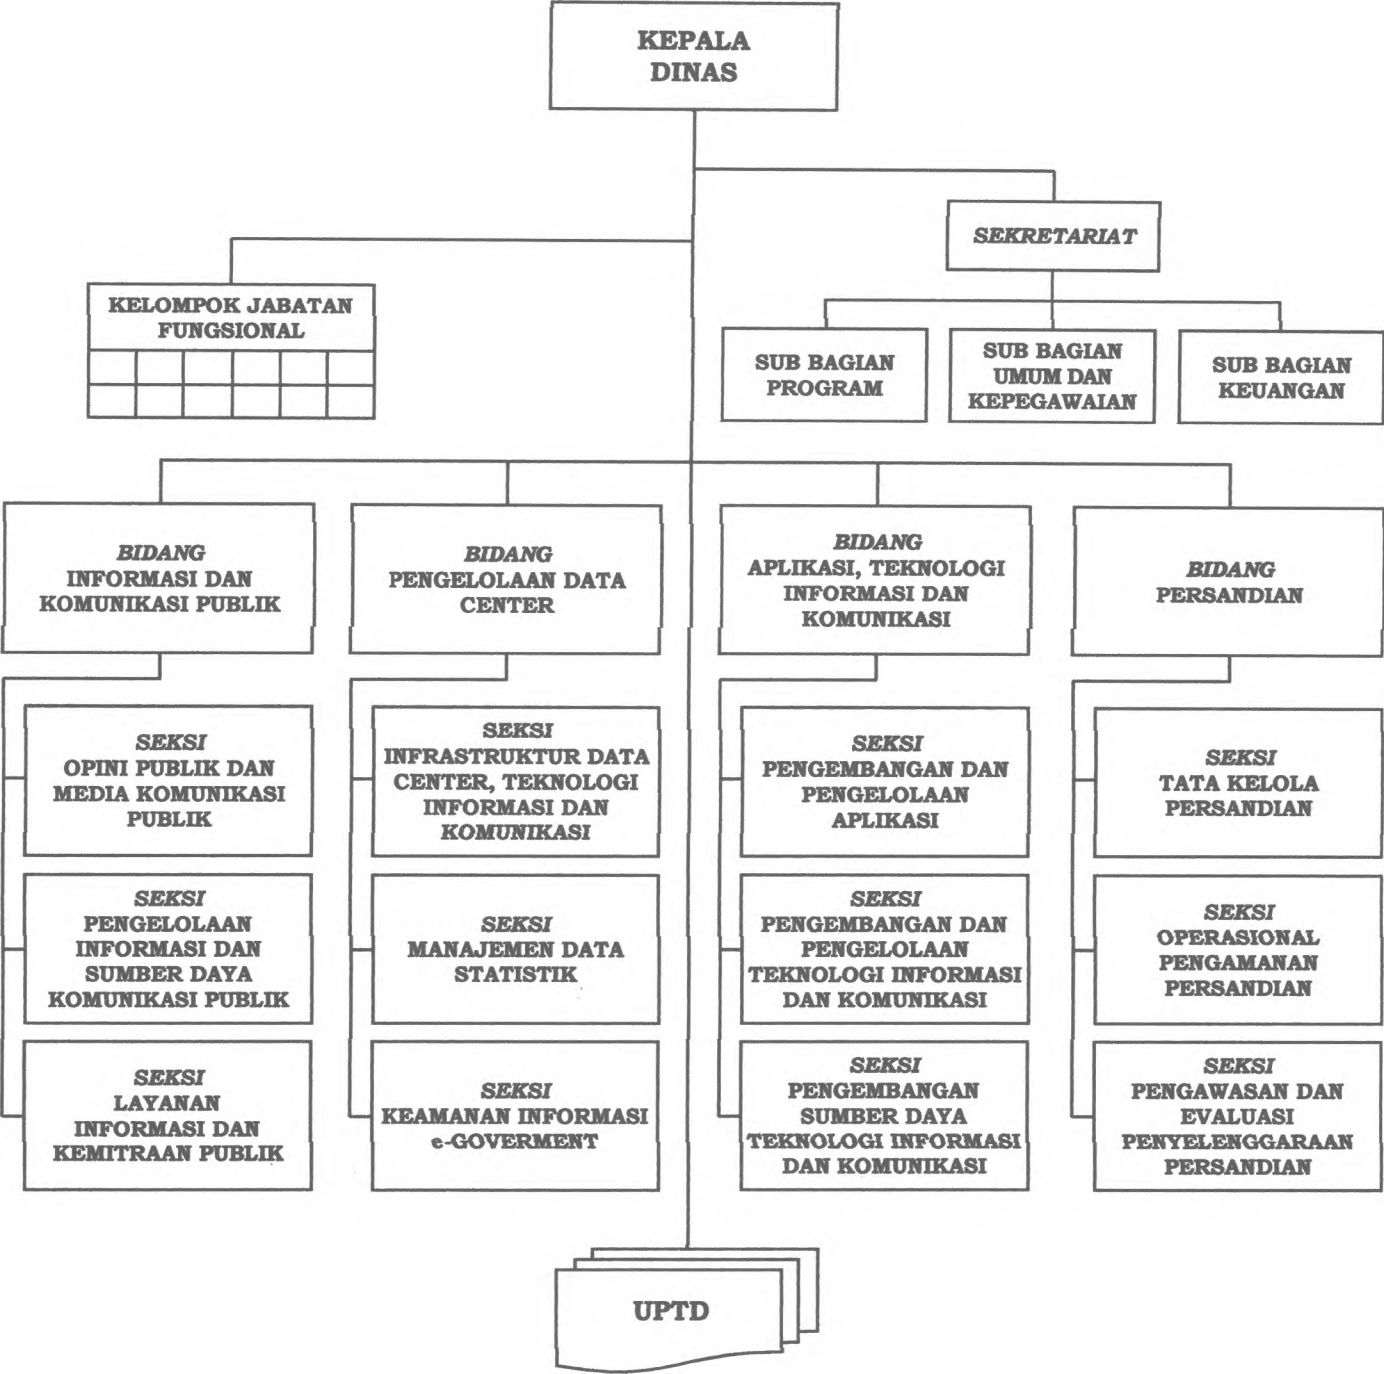 KEPALA
DINAS
SEKRETARIAT
KELOMPOK JABATAN
FUNGSIONAL
SUB BAGIAN
PROGRAM
SUB BAGIAN
UMUM DAN
KEPEGAWAIAN
SUB BAGIAN
KEUANGAN
BIDANG
INFORMASI DAN
KOMUNIKASI PUBLIK
BIDANG
PENGELOLAAN DATA
CENTER
BIDANG
APLIKASI, TEKNOLOGI
INFORMASI DAN
KOMUNIKASI
BIDANG
PERSANDIAN
SEKSI
OPINI PUBLIK DAN
MEDIA KOMUNIKASI
PUBLIK
SEKSI
INFRASTRUKTUR DATA
CENTER, TEKNOLOGI
INFORMASI DAN
KOMUNIKASI
SEKSI
PENGEMBANGAN DAN
PENGELOLAAN
APLIKASI
SEKSI
TATA KELOLA
PERSANDIAN
SEKSI
PENGELOLAAN
INFORMASI DAN
SUMBER DAYA
KOMUNIKASI PUBLIK
SEKSI
MANAJEMEN DATA
STATISTIK
SEKSI
PENGEMBANGAN DAN
PENGELOLAAN
TEKNOLOGI INFORMASI
DAN KOMUNIKASI
SEKSI
OPERASIONAL
PENGAMANAN
PERSANDIAN
SEKSI
LAYANAN
INFORMASI DAN
KEMITRAAN PUBLIK
SEKSI
KEAMANAN INFORMASI
e-GOVERMENT
SEKSI
PENGEMBANGAN
SUMBER DAYA
TEKNOLOGI INFORMASI
DAN KOMUNIKASI
SEKSI
PENGAWASAN DAN
EVALUASI
PENYELENGGARAAN
PERSANDIAN
UPTD